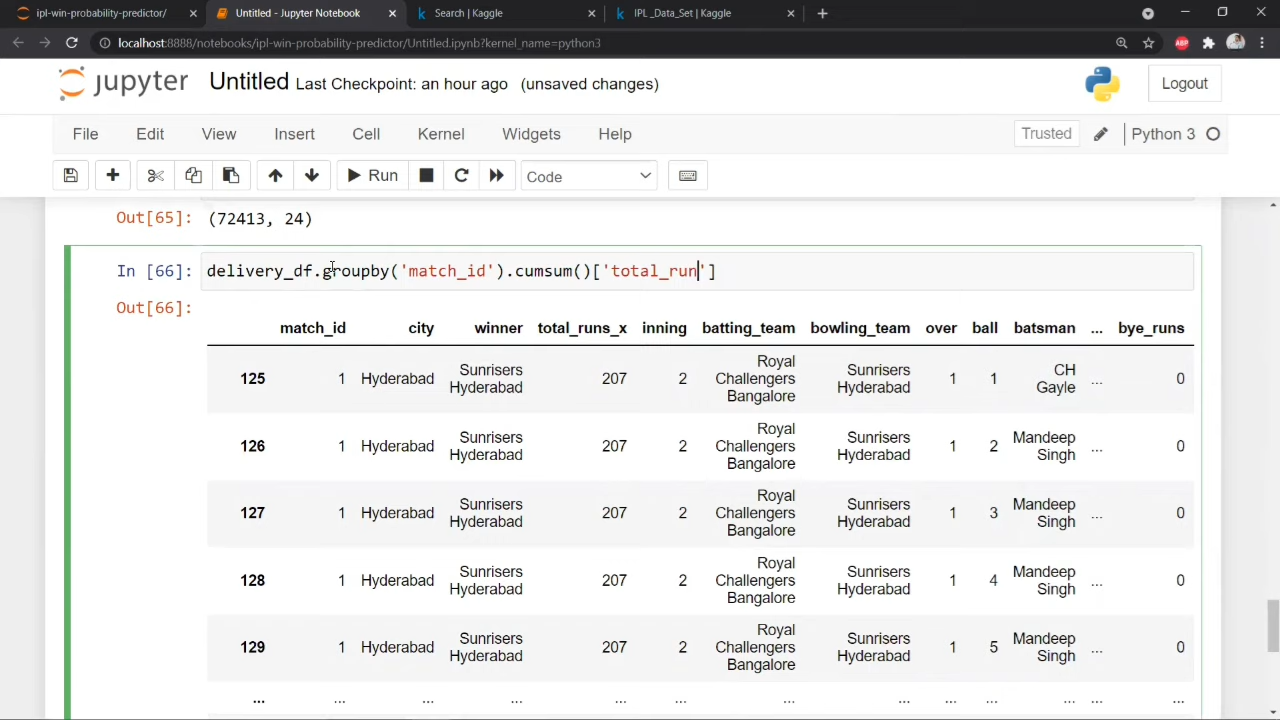 ipl-win-probability-predictor/ Untitled - Jupyter Notebook Search | Kaggle IPL _Data_Set | Kaggle
localhost:8888/notebooks/ipl-win-probability-predictor/Untitled.ipynb?kernel_name=python3 ABP
jupyter Untitled Last Checkpoint: an hour ago (unsaved changes) Logout
File Edit View Insert Cell Kernel Widgets Help Trusted Python 3
Run Code
Out[65]: (72413, 24)
In [66]: delivery_df.groupby('match_id').cumsum()['total_run']
Out[66]:
match_id city winner total_runs_x inning batting_team bowling_team over ball batsman ... bye_runs
125 1 Hyderabad Sunrisers Hyderabad 207 2 Royal Challengers Bangalore Sunrisers Hyderabad 1 1 CH Gayle ... 0
126 1 Hyderabad Sunrisers Hyderabad 207 2 Royal Challengers Bangalore Sunrisers Hyderabad 1 2 Mandeep Singh ... 0
127 1 Hyderabad Sunrisers Hyderabad 207 2 Royal Challengers Bangalore Sunrisers Hyderabad 1 3 Mandeep Singh ... 0
128 1 Hyderabad Sunrisers Hyderabad 207 2 Royal Challengers Bangalore Sunrisers Hyderabad 1 4 Mandeep Singh ... 0
129 1 Hyderabad Sunrisers Hyderabad 207 2 Royal Challengers Bangalore Sunrisers Hyderabad 1 5 Mandeep Singh ... 0
... ... ... ... ... ... ... ... ... ... ... ... ...